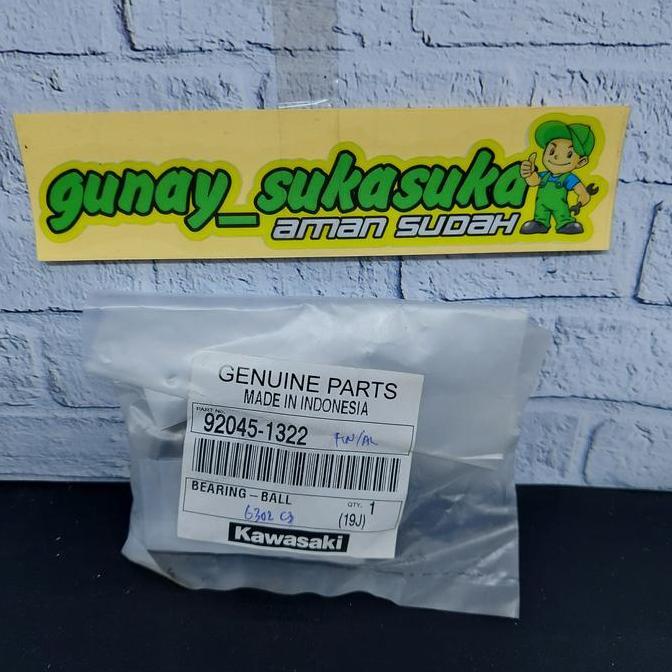 gunay_sukasuka
aman SUDAH
GENUINE PARTS
MADE IN INDONESIA
PART No.
92045-1322
BEARING-BALL
6302 C3
QTY. 1
(19J)
Kawasaki